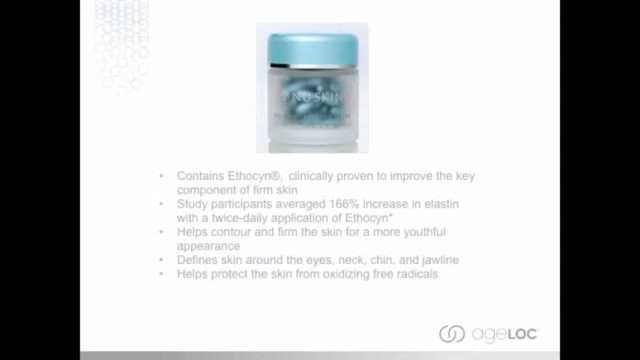 NU SKIN
• Contains Ethocyn®, clinically proven to improve the key
component of firm skin
• Study participants averaged 166% increase in elastin
with a twice-daily application of Ethocyn*
• Helps contour and firm the skin for a more youthful
appearance
• Defines skin around the eyes, neck, chin, and jawline
• Helps protect the skin from oxidizing free radicals
ageLOC